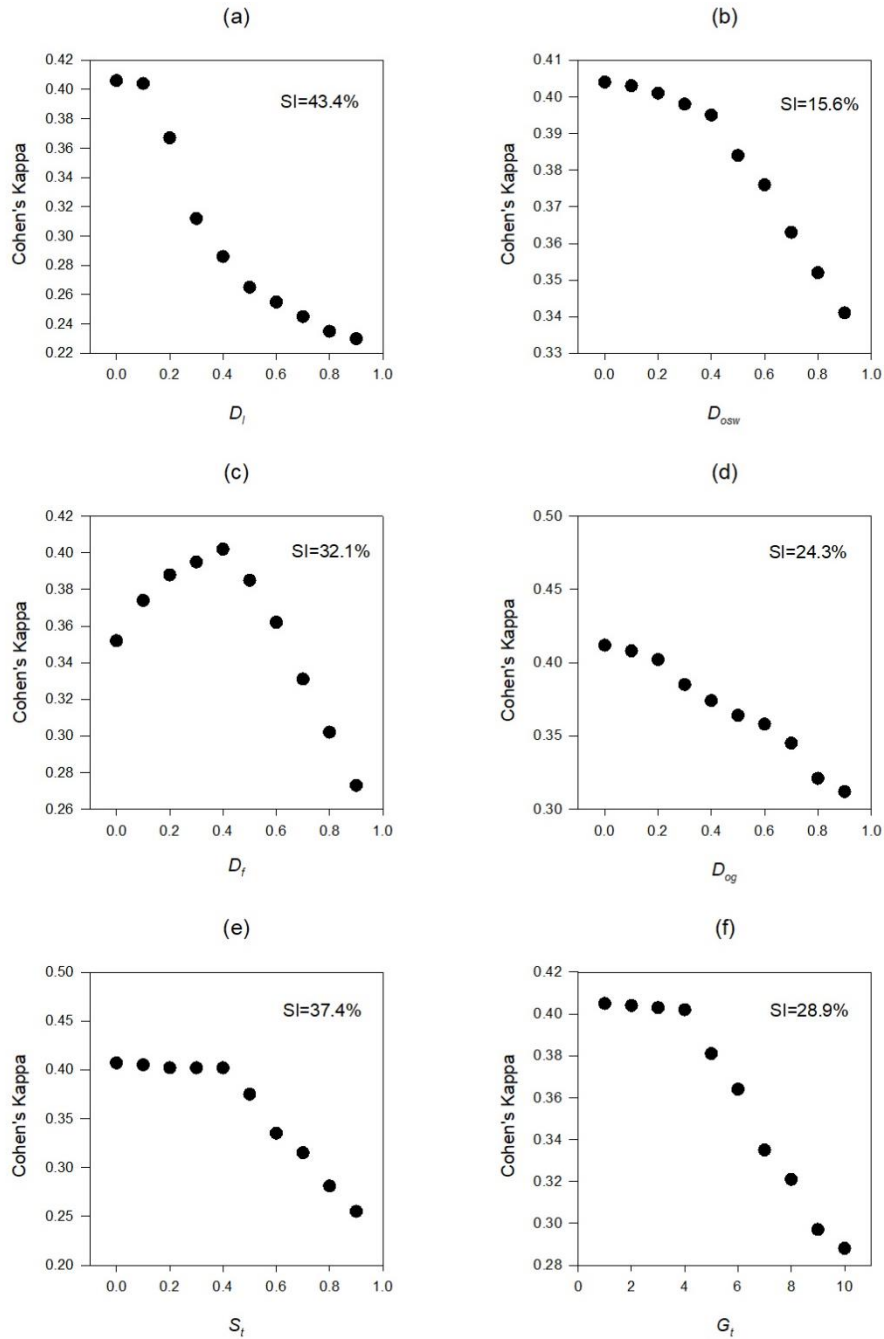 (a)
0.42
0.40
0.38
0.36
0.34
0.32
0.30
0.28
0.26
0.24
0.22
Cohen's Kappa
SI=43.4%
0.0 0.2 0.4 0.6 0.8 1.0
D_l
(b)
0.41
0.40
0.39
0.38
0.37
0.36
0.35
0.34
0.33
Cohen's Kappa
SI=15.6%
0.0 0.2 0.4 0.6 0.8 1.0
D_osw
(c)
0.42
0.40
0.38
0.36
0.34
0.32
0.30
0.28
0.26
Cohen's Kappa
SI=32.1%
0.0 0.2 0.4 0.6 0.8 1.0
D_f
(d)
0.50
0.45
0.40
0.35
0.30
Cohen's Kappa
SI=24.3%
0.0 0.2 0.4 0.6 0.8 1.0
D_og
(e)
0.50
0.45
0.40
0.35
0.30
0.25
0.20
Cohen's Kappa
SI=37.4%
0.0 0.2 0.4 0.6 0.8 1.0
S_t
(f)
0.42
0.40
0.38
0.36
0.34
0.32
0.30
0.28
Cohen's Kappa
SI=28.9%
0 2 4 6 8 10
G_t